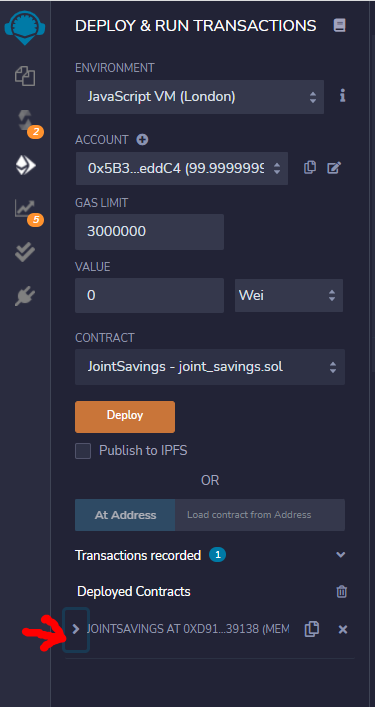 DEPLOY & RUN TRANSACTIONS
ENVIRONMENT
JavaScript VM (London)
ACCOUNT
0x5B3...eddC4 (99.9999999
GAS LIMIT
3000000
VALUE
0 Wei
CONTRACT
JointSavings - joint_savings.sol
Deploy
Publish to IPFS
OR
At Address Load contract from Address
Transactions recorded 1
Deployed Contracts
JOINTSAVINGS AT 0XD91...39138 (MEM
2
5